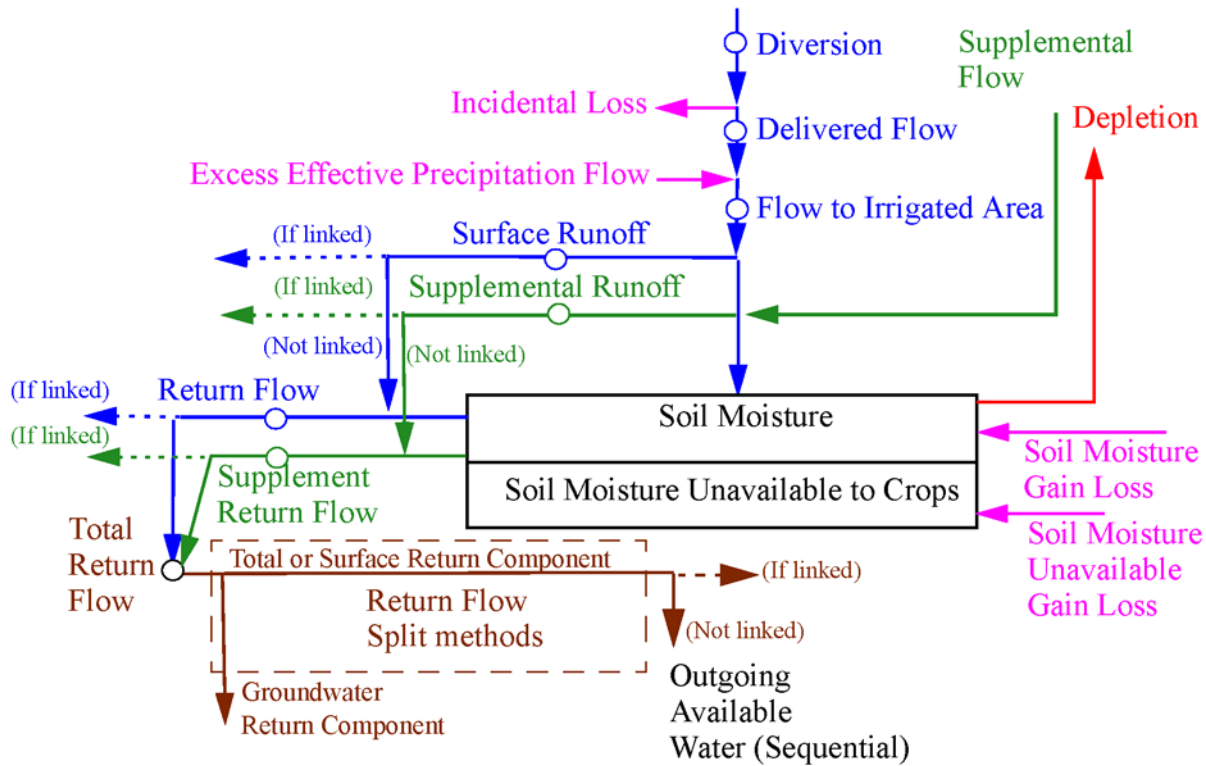 Diversion
Supplemental
Flow
Incidental Loss
Delivered Flow
Depletion
Excess Effective Precipitation Flow
Flow to Irrigated Area
(If linked)
Surface Runoff
(If linked)
Supplemental Runoff
(Not linked)
(Not linked)
(If linked)
Return Flow
Soil Moisture
(If linked)
Soil Moisture
Gain Loss
Supplement
Return Flow
Soil Moisture Unavailable to Crops
Soil Moisture
Unavailable
Gain Loss
Total
Return
Flow
Total or Surface Return Component
(If linked)
Return Flow
Split methods
(Not linked)
Groundwater
Return Component
Outgoing
Available
Water (Sequential)